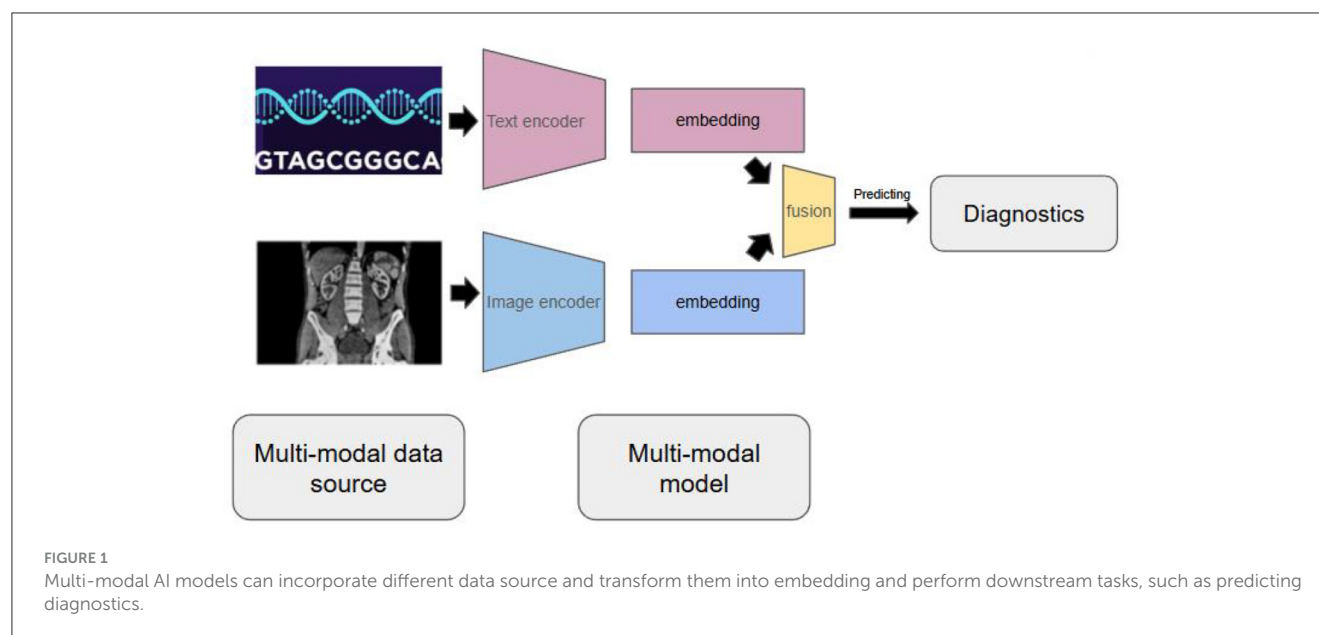 GTAGCGGGCA
Text encoder
embedding
fusion
Predicting
Diagnostics
Image encoder
embedding
Multi-modal data
source
Multi-modal
model
FIGURE 1
Multi-modal AI models can incorporate different data source and transform them into embedding and perform downstream tasks, such as predicting
diagnostics.